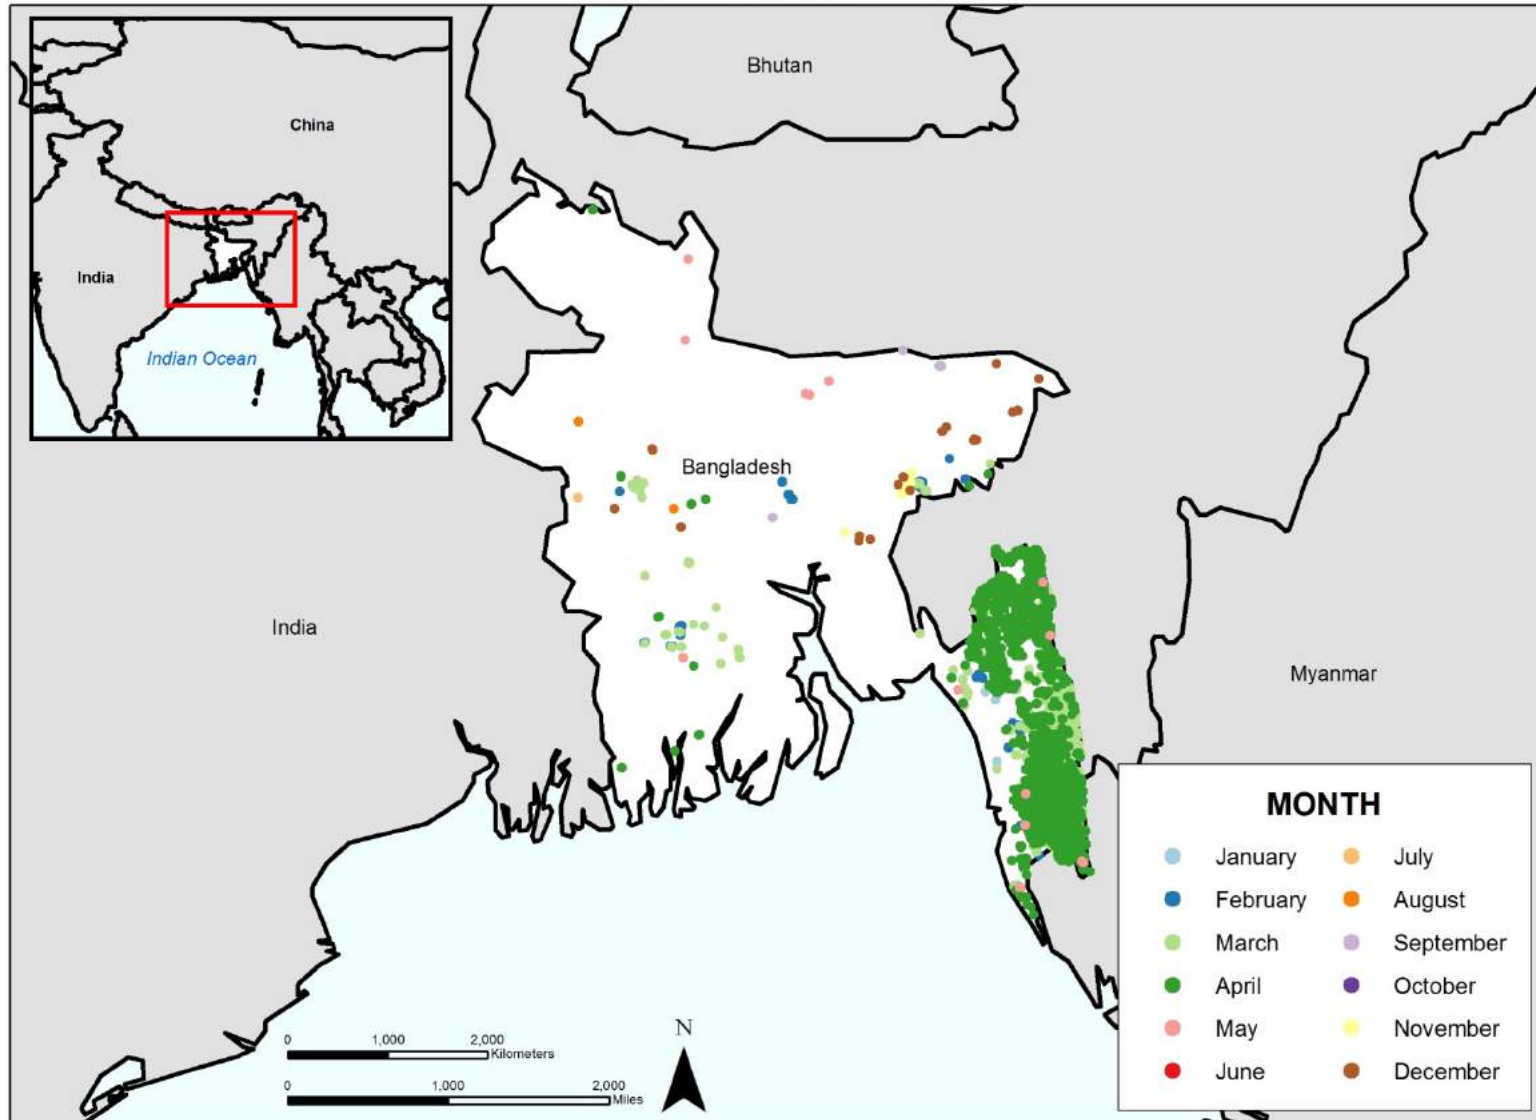 China
India
Indian Ocean
Bhutan
Bangladesh
India
Myanmar
MONTH
January
July
February
August
March
September
April
October
May
November
June
December
0 1,000 2,000
Kilometers
0 1,000 2,000
Miles
N